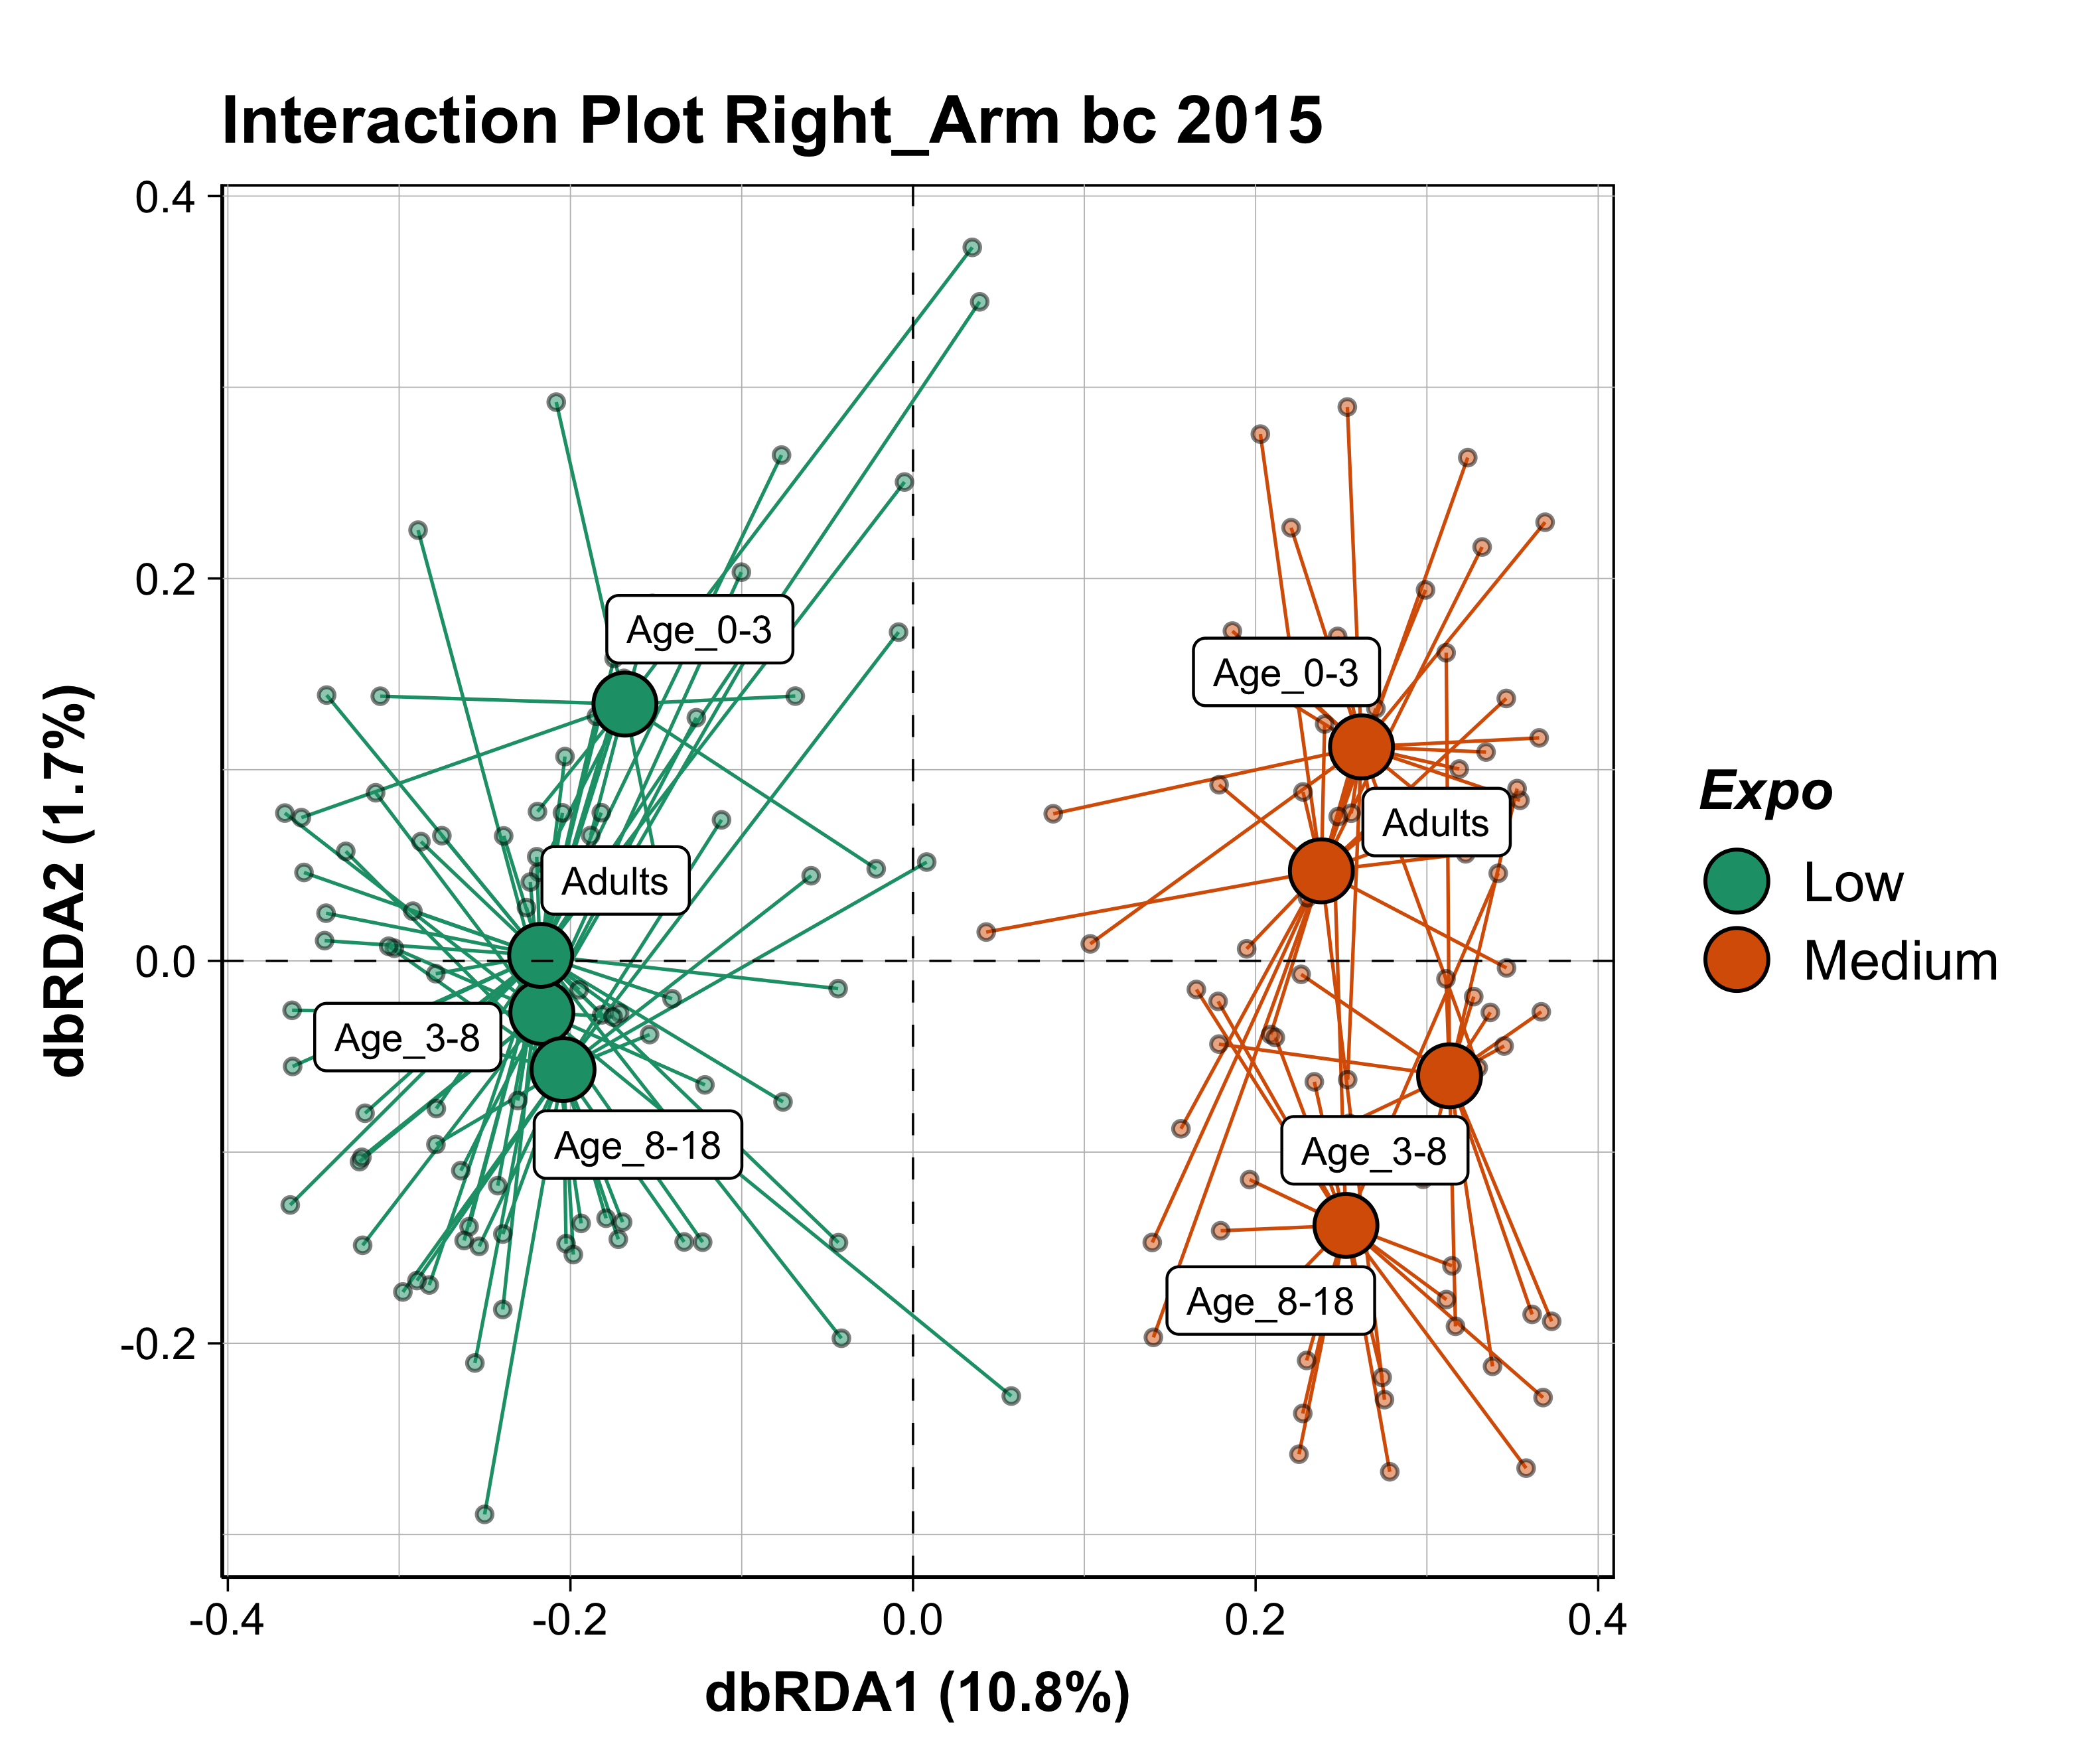 Interaction Plot Right_Arm bc 2015
0.4
0.2
0.0
-0.2
dbRDA2 (1.7%)
Age_0-3
Age_0-3
Adults
Adults
Age_3-8
Age_8-18
Age_3-8
Age_8-18
-0.4
-0.2
0.0
0.2
0.4
dbRDA1 (10.8%)
Expo
Low
Medium